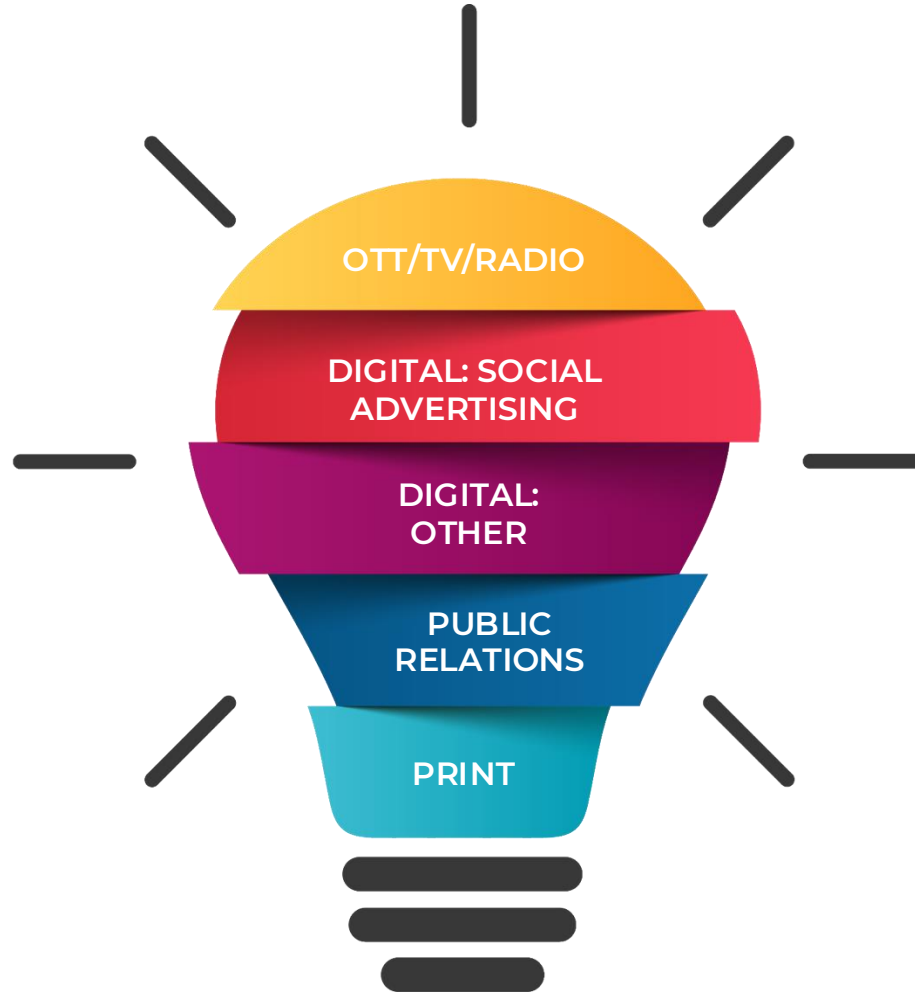 OTT/TV/RADIO
DIGITAL: SOCIAL
ADVERTISING
DIGITAL:
OTHER
PUBLIC
RELATIONS
PRINT